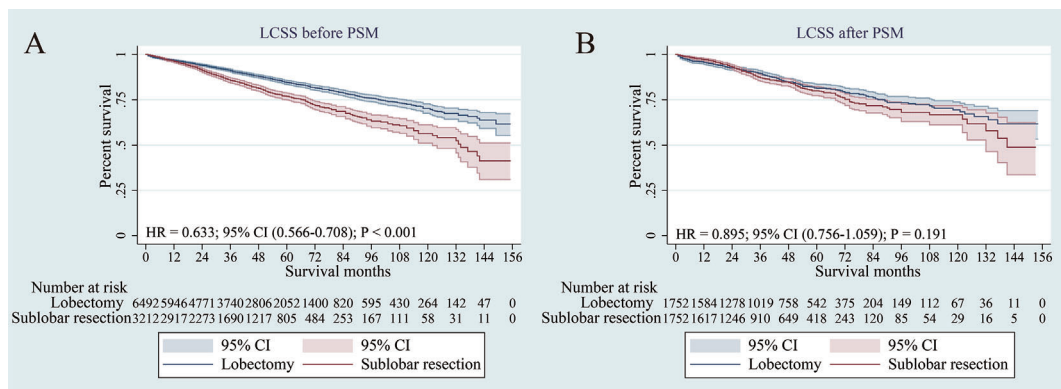 A
LCSS before PSM
1
.75
.5
.25
0
Percent survival
HR = 0.633; 95% CI (0.566-0.708); P < 0.001
0 12 24 36 48 60 72 84 96 108 120 132 144 156
Survival months
Number at risk
Lobectomy 6492 5946 4771 3740 2806 2052 1400 820 595 430 264 142 47 0
Sublobar resection 3212 2917 2273 1690 1217 805 484 253 167 111 58 31 11 0
95% CI 95% CI
Lobectomy Sublobar resection
B
LCSS after PSM
1
.75
.5
.25
0
Percent survival
HR = 0.895; 95% CI (0.756-1.059); P = 0.191
0 12 24 36 48 60 72 84 96 108 120 132 144 156
Survival months
Number at risk
Lobectomy 1752 1584 1278 1019 758 542 375 204 149 112 67 36 11 0
Sublobar resection 1752 1617 1246 910 649 418 243 120 85 54 29 16 5 0
95% CI 95% CI
Lobectomy Sublobar resection